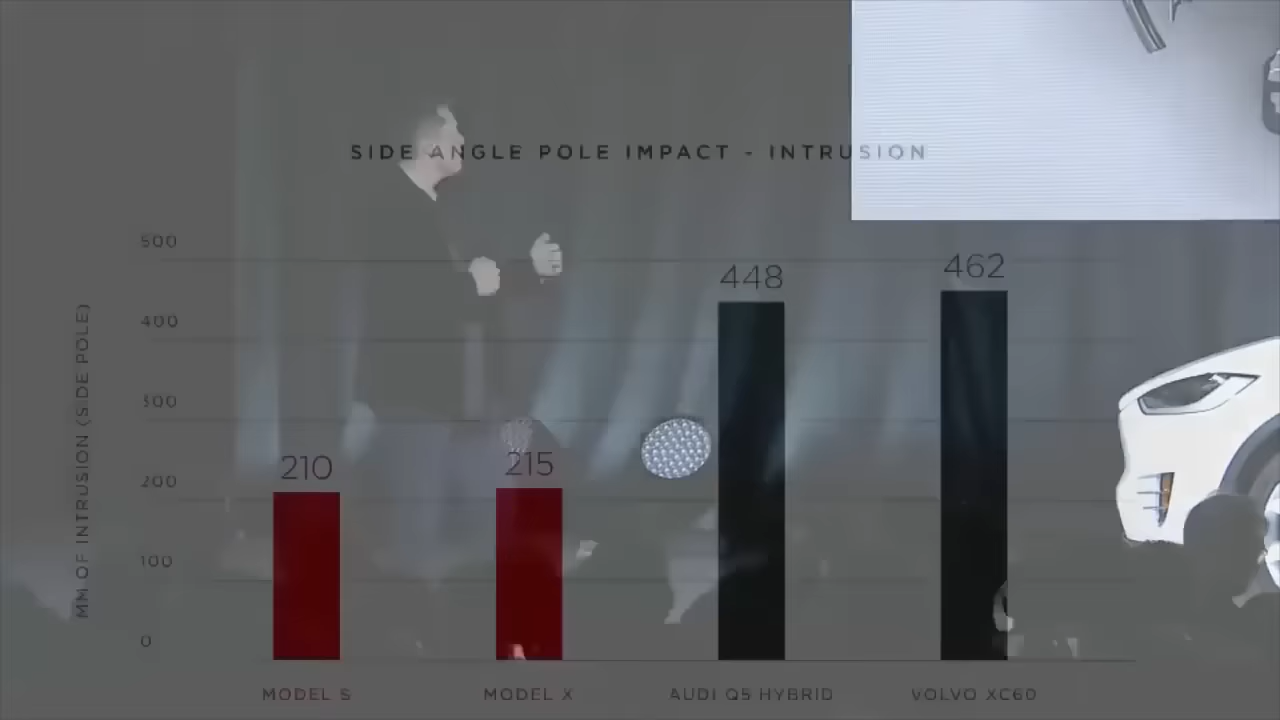 SIDE ANGLE POLE IMPACT - INTRUSION
MM OF INTRUSION (SIDE POLE)
500
400
300
200
100
0
210
215
448
462
MODEL S
MODEL X
AUDI Q5 HYBRID
VOLVO XC60